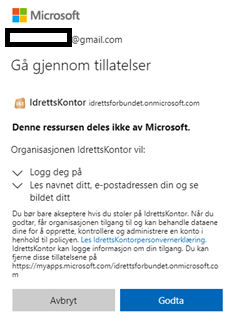 Microsoft
@gmail.com
Gå gjennom tillatelser
IdrettsKontor idrettsforbundet.onmicrosoft.com
Denne ressursen deles ikke av Microsoft.
Organisasjonen IdrettsKontor vil:
Logg deg på
Les navnet ditt, e-postadressen din og se
bildet ditt
Du bør bare akseptere hvis du stoler på IdrettsKontor. Når du
godtar, får organisasjonen tilgang til og kan behandle dataene
dine for å opprette, kontrollere og administrere en konto i
henhold til policyen. Les IdrettsKontorpersonvernerklæring.
IdrettsKontor kan logge informasjon om din tilgang. Du kan
fjerne disse tillatelsene på
https://myapps.microsoft.com/idrettsforbundet.onmicrosoft.co
m
Avbryt
Godta